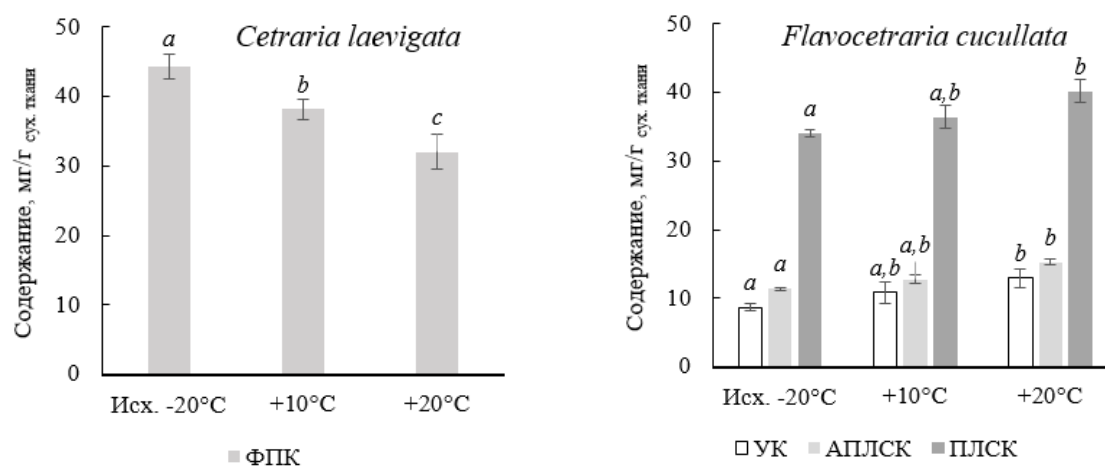 Cetraria laevigata
Содержание, мг/г сух. ткани
50
40
30
20
10
0
a
b
c
Исх. -20°C
+10°C
+20°C
ФПК
Flavocetraria cucullata
Содержание, мг/г сух. ткани
50
40
30
20
10
0
a
a
a
a,b
a,b
a,b
b
b
b
Исх. -20°C
+10°C
+20°C
УК АПЛСК ПЛСК